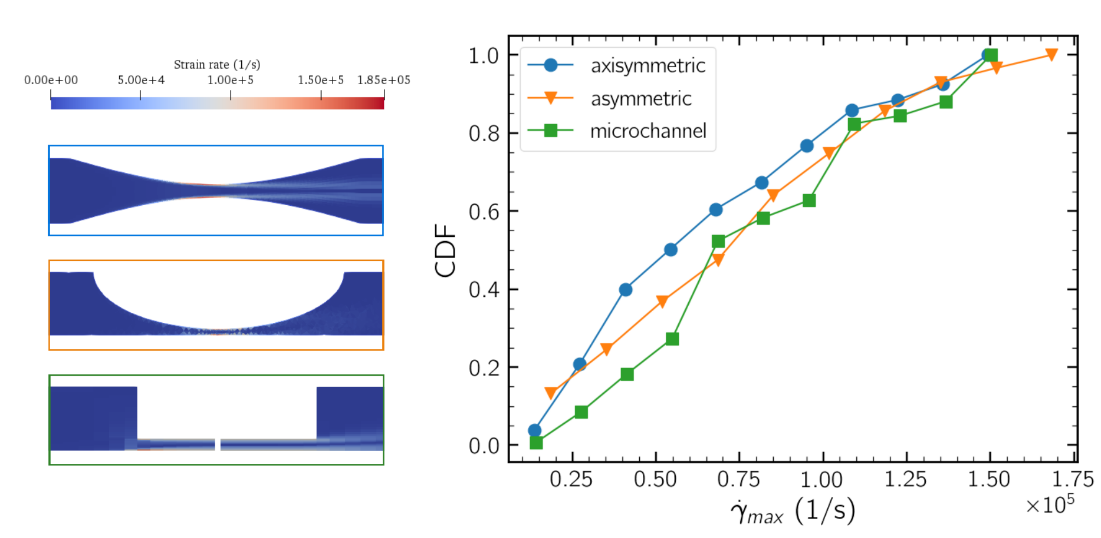 Strain rate (1/s)
0.00e+00 5.00e+4 1.00e+5 1.50e+5 1.85e+05
axisymmetric
asymmetric
microchannel
CDF
1.0
0.8
0.6
0.4
0.2
0.0
0.25 0.50 0.75 1.00 1.25 1.50 1.75
×10⁵
γ̇max (1/s)